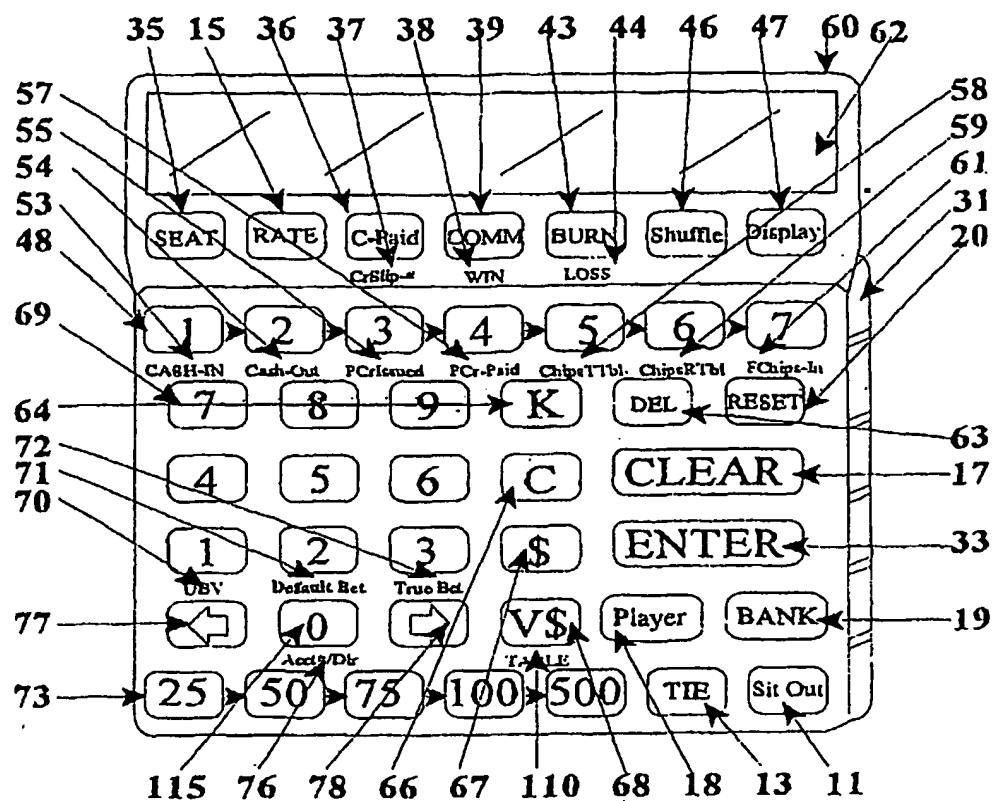 35 15 36 37 38 39 43 44 46 47 60 62
57 58
55 59
54 61
53 31
48 20
SEAT RATE C-Paid COMM BURN Shuffle Display
CrSlip-# WIN LOSS
69 1 2 3 4 5 6 7
CASH-IN Cash-Out PCrIssued PCr-Paid ChipsTTbl. ChipsRTbl FChips-In
64 7 8 9 K DEL RESET
72 63
71 4 5 6 C CLEAR 17
70
1 2 3 $ ENTER 33
UBV Default Bet True Bet
77 0 V$ Player BANK 19
Acct#/Dlr TABLE
73 25 50 75 100 500 TIE Sit Out
115 76 78 66 67 110 68 18 13 11